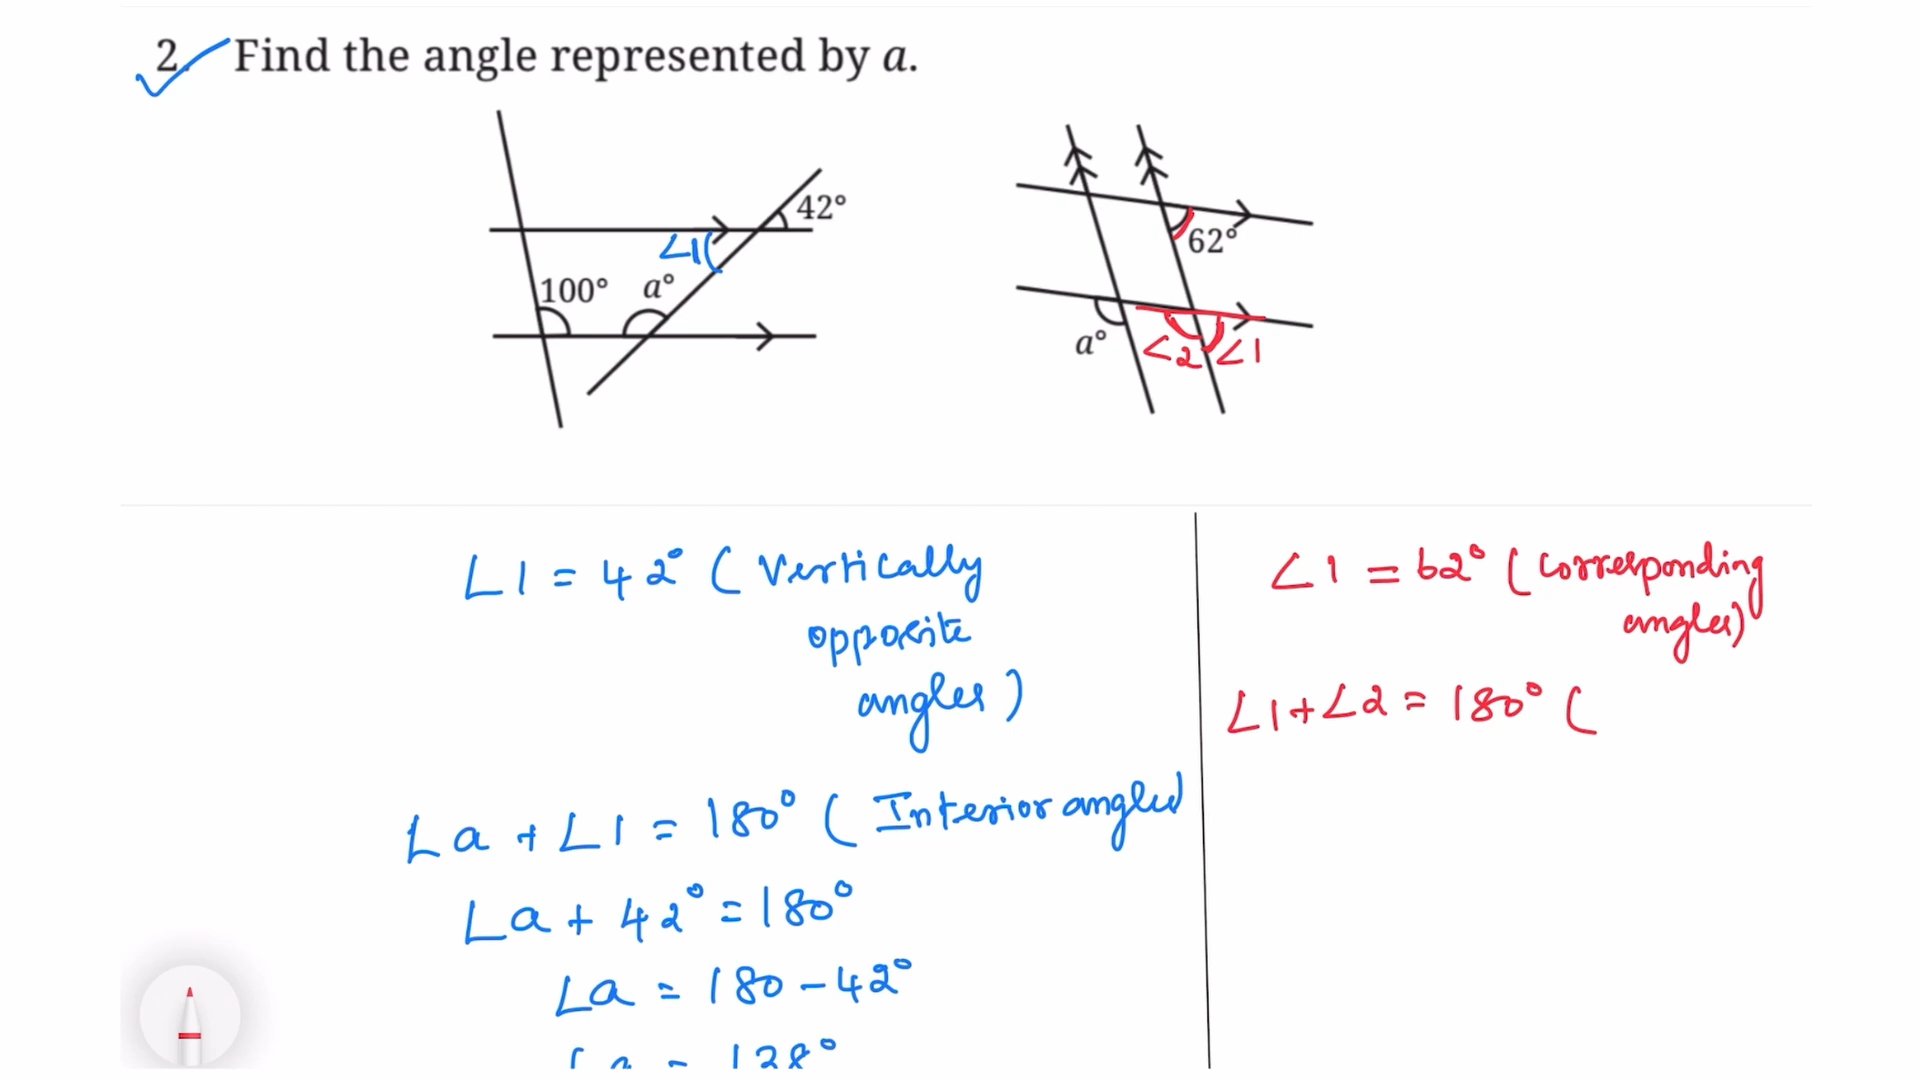 2. Find the angle represented by a.
42°
∠1
100°
a°
62°
a°
∠2
∠1
∠1 = 42° (Vertically
opposite
angles)
∠a + ∠1 = 180° (Interior angles)
∠a + 42° = 180°
∠a = 180 - 42°
∠a = 138°
∠1 = 62° (corresponding
angles)
∠1 + ∠2 = 180° (